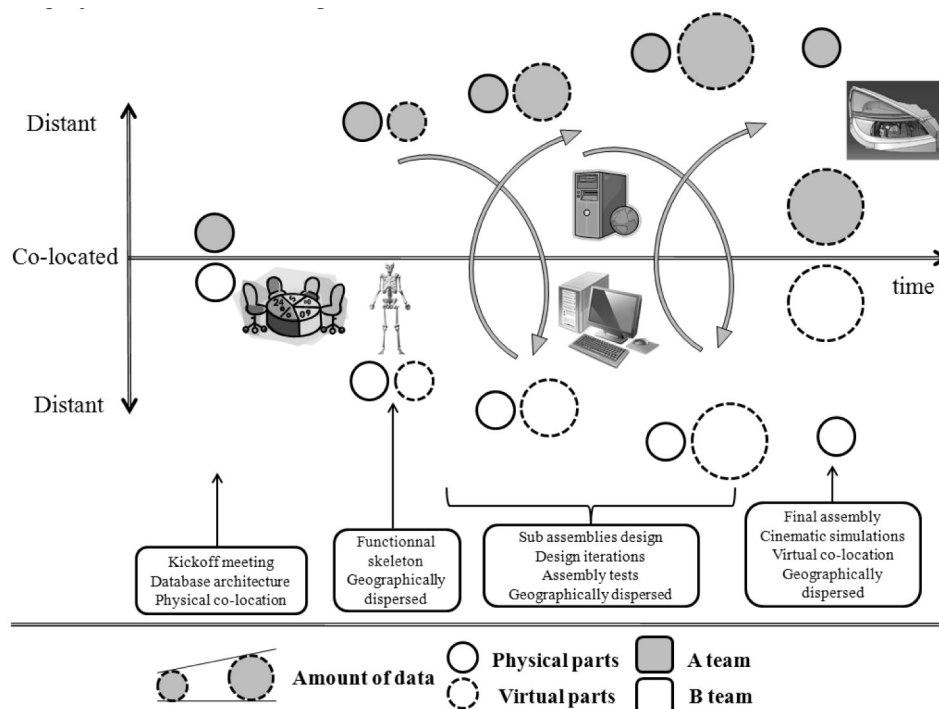 Distant
Co-located
time
Distant
Kickoff meeting
Database architecture
Physical co-location
Functionnal
skeleton
Geographically
dispersed
Sub assemblies design
Design iterations
Assembly tests
Geographically dispersed
Final assembly
Cinematic simulations
Virtual co-location
Geographically
dispersed
Amount of data
Physical parts
Virtual parts
A team
B team